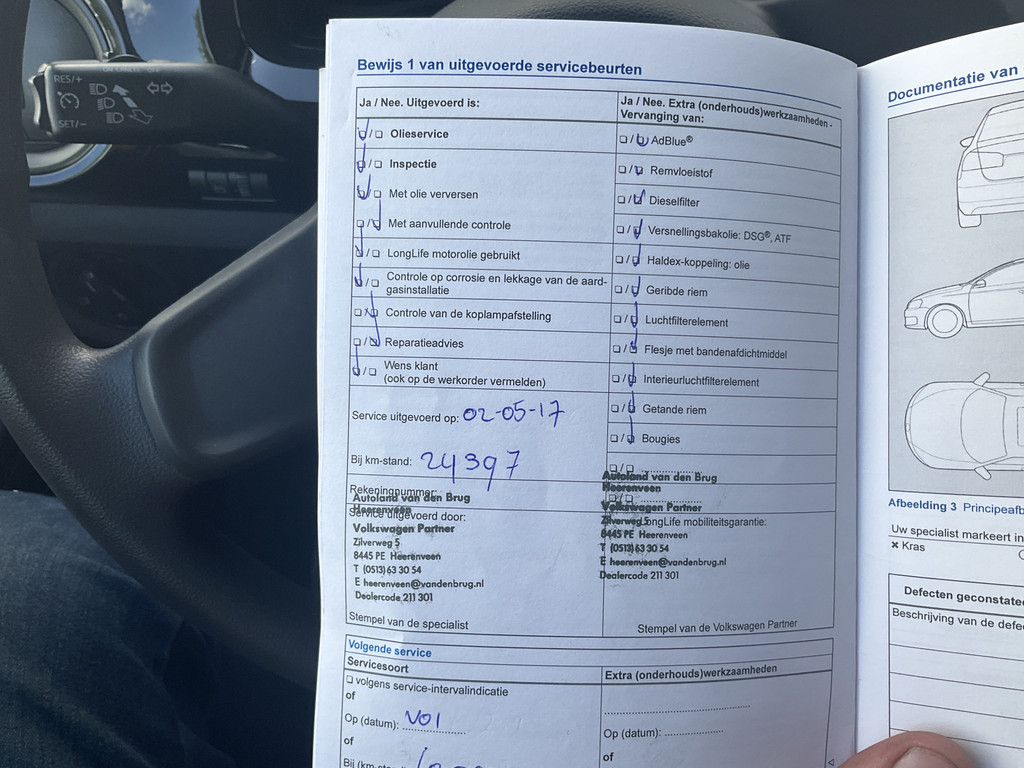 RES/+
SET/-
Bewijs 1 van uitgevoerde servicebeurten
Ja / Nee. Uitgevoerd is:
☑/☐ Olieservice
☑/☐ Inspectie
☑/☐ Met olie verversen
☐/☑ Met aanvullende controle
☑/☐ LongLife motorolie gebruikt
☑/☐ Controle op corrosie en lekkage van de aard-
gasinstallatie
☐/☑ Controle van de koplampafstelling
☐/☑ Reparatieadvies
☑/☐ Wens klant
(ook op de werkorder vermelden)
Service uitgevoerd op: 02-05-17
Bij km-stand: 24397
Rekeningnummer:
Autoland van den Brug
Heerenveen
Service uitgevoerd door:
Volkswagen Partner
Zilverweg 5
8445 PE Heerenveen
T (0513) 63 30 54
E heerenveen@vandenbrug.nl
Dealercode 211 301
Stempel van de specialist
Ja / Nee. Extra (onderhouds)werkzaamheden -
Vervanging van:
☐/☑ AdBlue®
☐/☑ Remvloeistof
☐/☑ Dieselfilter
☐/☑ Versnellingsbakolie: DSG®, ATF
☐/☑ Haldex-koppeling: olie
☐/☑ Geribde riem
☐/☑ Luchtfilterelement
☐/☑ Flesje met bandenafdichtmiddel
☐/☑ Interieurluchtfilterelement
☐/☑ Getande riem
☐/☑ Bougies
☐/☐ ....................
Autoland van den Brug
Heerenveen
☐/☐ ....................
Volkswagen Partner
Zilverweg 5
LongLife mobiliteitsgarantie:
8445 PE Heerenveen
T (0513) 63 30 54
E heerenveen@vandenbrug.nl
Dealercode 211 301
Stempel van de Volkswagen Partner
Volgende service
Servicesoort
☐ volgens service-intervalindicatie
of
Op (datum):
of
Bij (km-
Extra (onderhouds)werkzaamheden
....................
Op (datum): ....................
of
Documentatie van
Afbeelding 3 Principeafb
Uw specialist markeert in
× Kras
Defecten geconstatee
Beschrijving van de defe